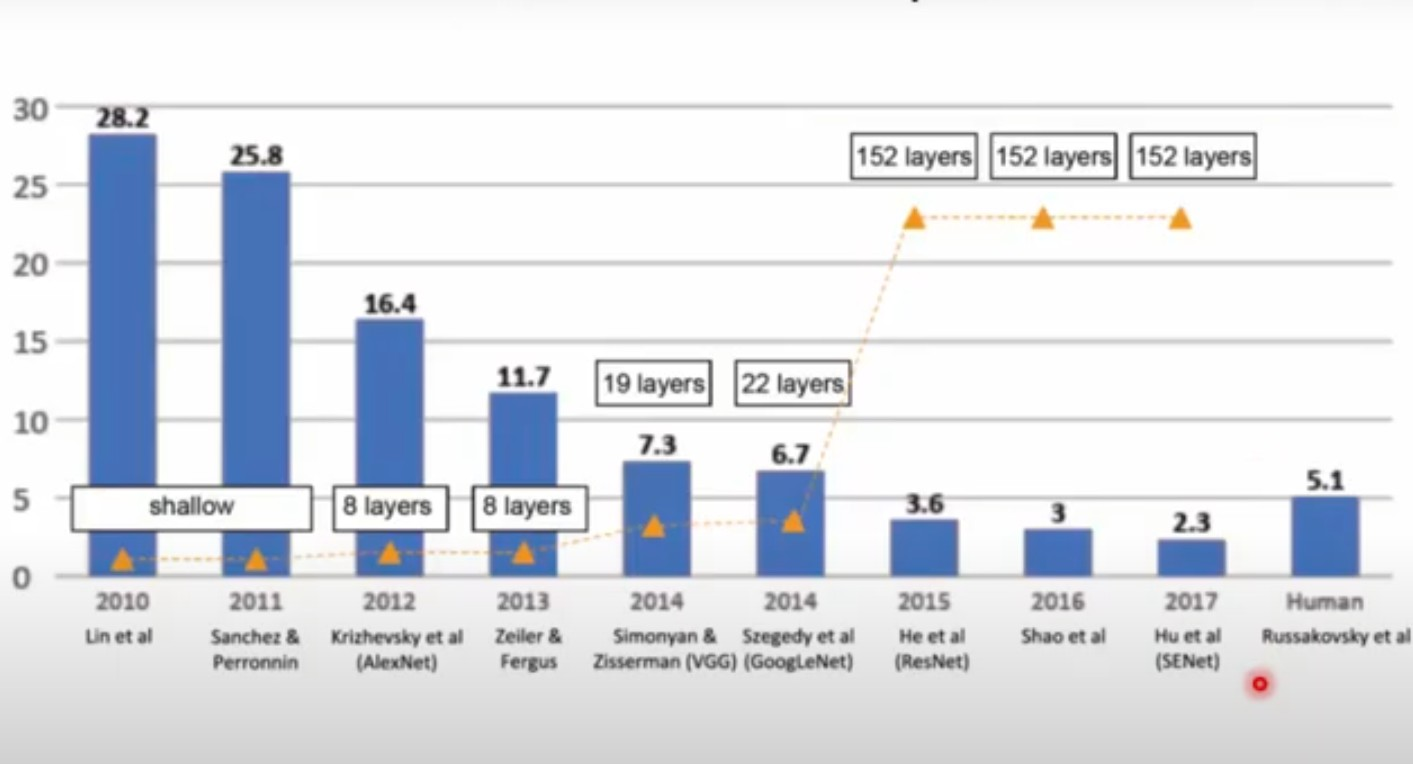 30
28.2
25.8
152 layers 152 layers 152 layers
25
20
16.4
15
11.7
19 layers 22 layers
10
7.3
6.7
5.1
5
shallow 8 layers 8 layers
3.6
3
2.3
0
2010 2011 2012 2013 2014 2014 2015 2016 2017 Human
Lin et al Sanchez & Krizhevsky et al Zeiler & Simonyan & Szegedy et al He et al Shao et al Hu et al Russakovsky et al
Perronnin (AlexNet) Fergus Zisserman (VGG) (GoogLeNet) (ResNet) (SENet)